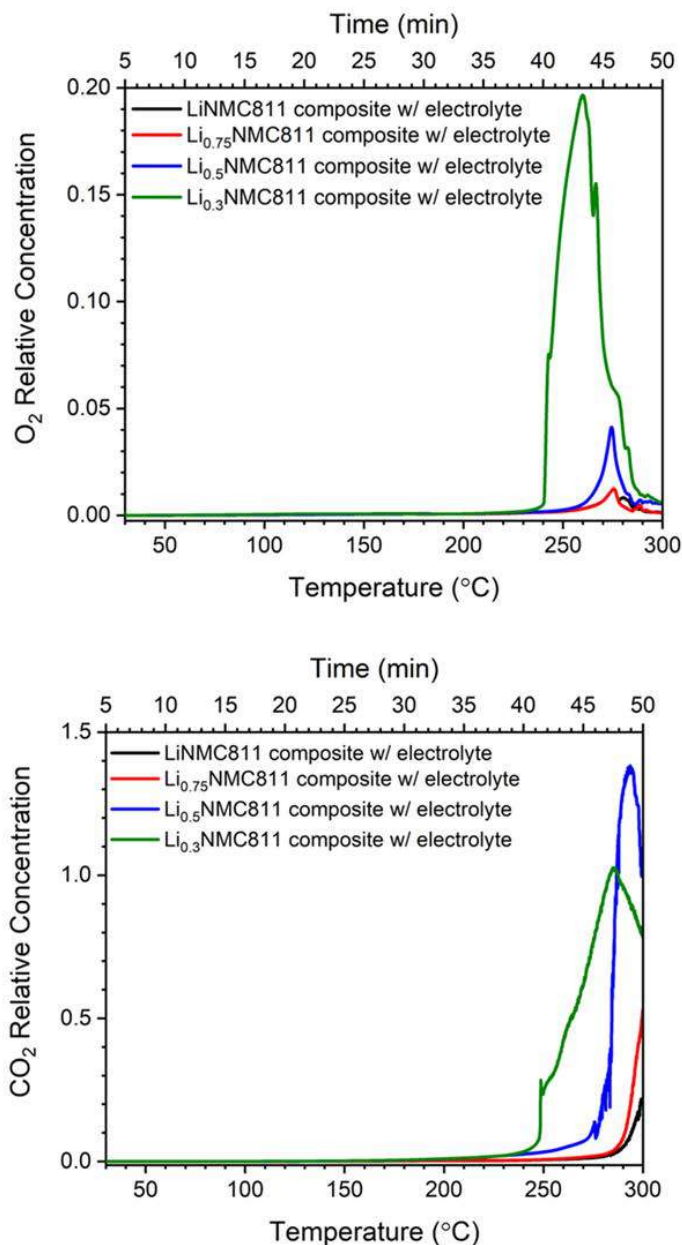 Time (min)
5 10 15 20 25 30 35 40 45 50
0.20
LiNMC811 composite w/ electrolyte
Li0.75NMC811 composite w/ electrolyte
Li0.5NMC811 composite w/ electrolyte
Li0.3NMC811 composite w/ electrolyte
0.15
0.10
0.05
0.00
O2 Relative Concentration
50 100 150 200 250 300
Temperature (°C)
Time (min)
5 10 15 20 25 30 35 40 45 50
1.5
LiNMC811 composite w/ electrolyte
Li0.75NMC811 composite w/ electrolyte
Li0.5NMC811 composite w/ electrolyte
Li0.3NMC811 composite w/ electrolyte
1.0
0.5
0.0
CO2 Relative Concentration
50 100 150 200 250 300
Temperature (°C)